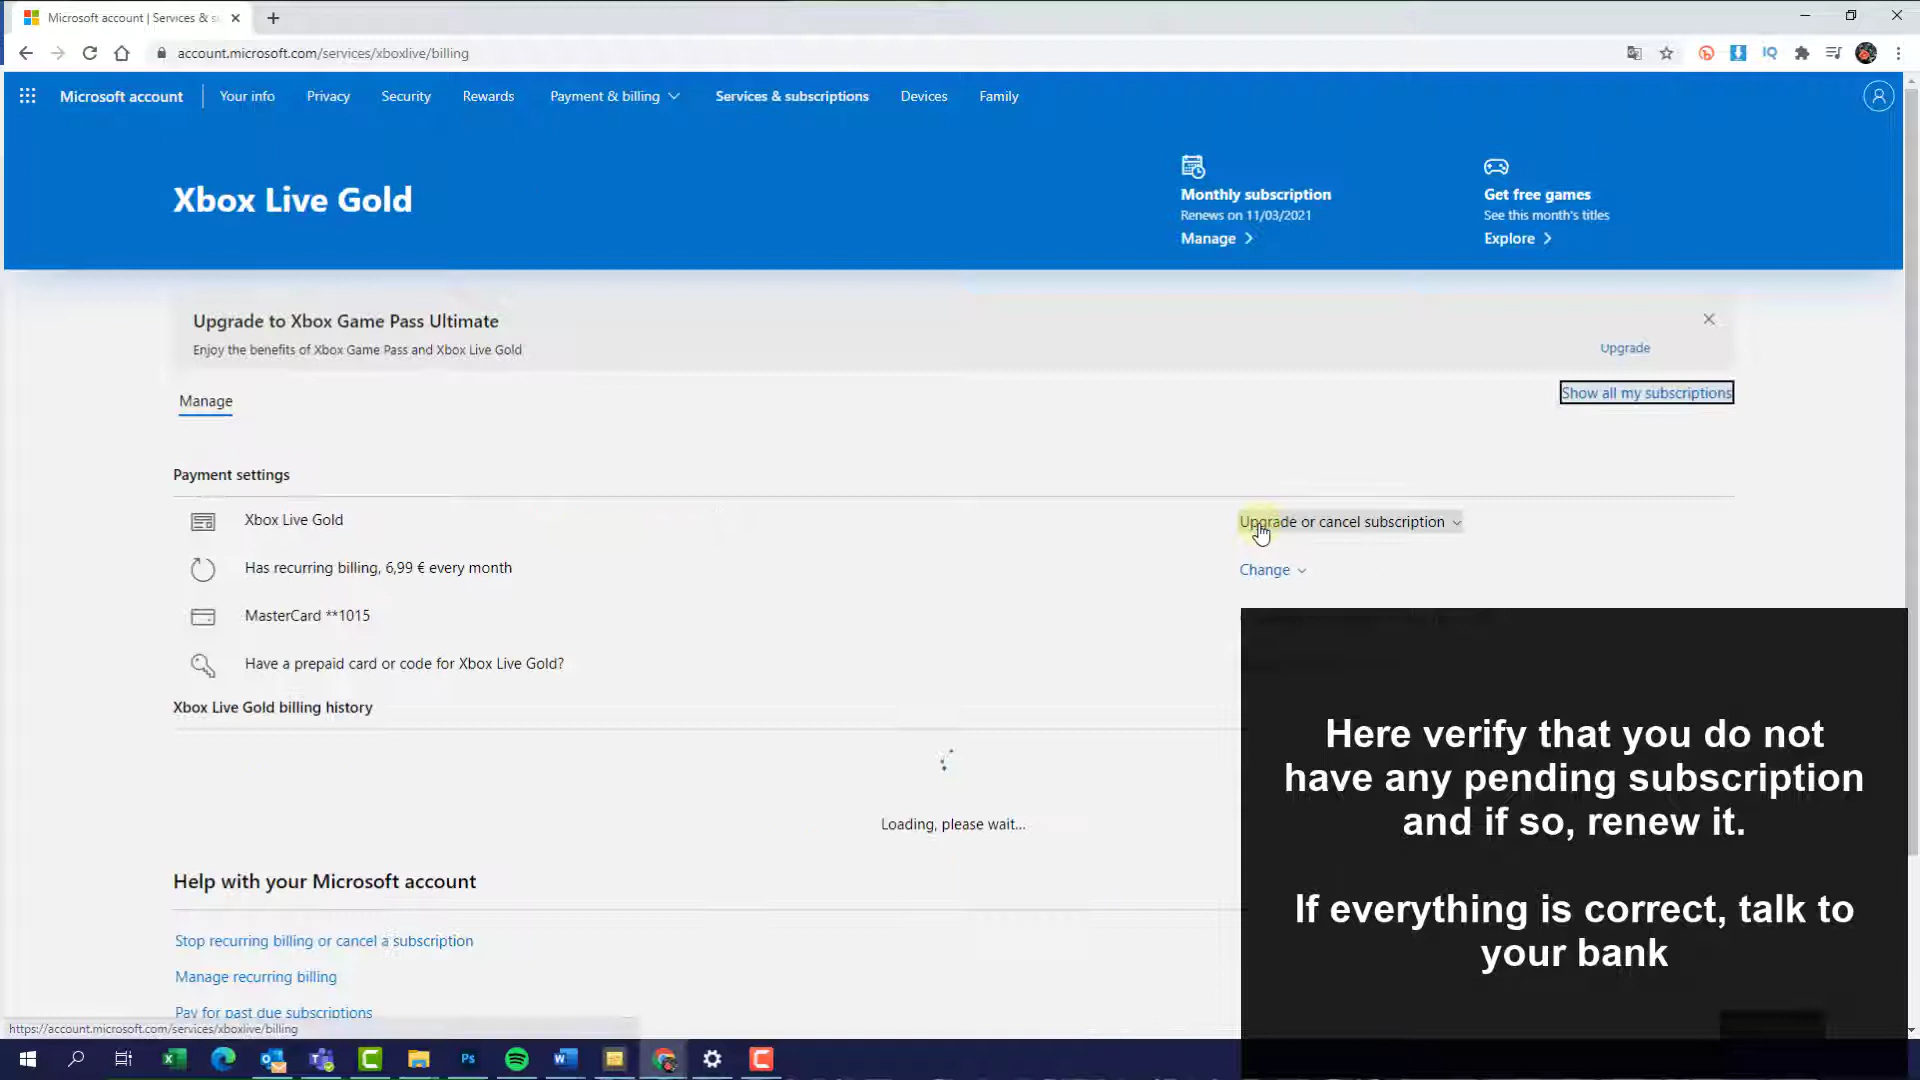 Microsoft account | Services & s
account.microsoft.com/services/xboxlive/billing
IQ
Microsoft account
Your info
Privacy
Security
Rewards
Payment & billing
Services & subscriptions
Devices
Family
Xbox Live Gold
Monthly subscription
Renews on 11/03/2021
Manage
Get free games
See this month's titles
Explore
Upgrade to Xbox Game Pass Ultimate
Enjoy the benefits of Xbox Game Pass and Xbox Live Gold
Upgrade
Manage
Show all my subscriptions
Payment settings
Xbox Live Gold
Upgrade or cancel subscription
Has recurring billing, 6,99 € every month
Change
MasterCard **1015
Have a prepaid card or code for Xbox Live Gold?
Xbox Live Gold billing history
Loading, please wait...
Help with your Microsoft account
Stop recurring billing or cancel a subscription
Manage recurring billing
Pay for past due subscriptions
https://account.microsoft.com/services/xboxlive/billing
Here verify that you do not
have any pending subscription
and if so, renew it.
If everything is correct, talk to
your bank
Ps